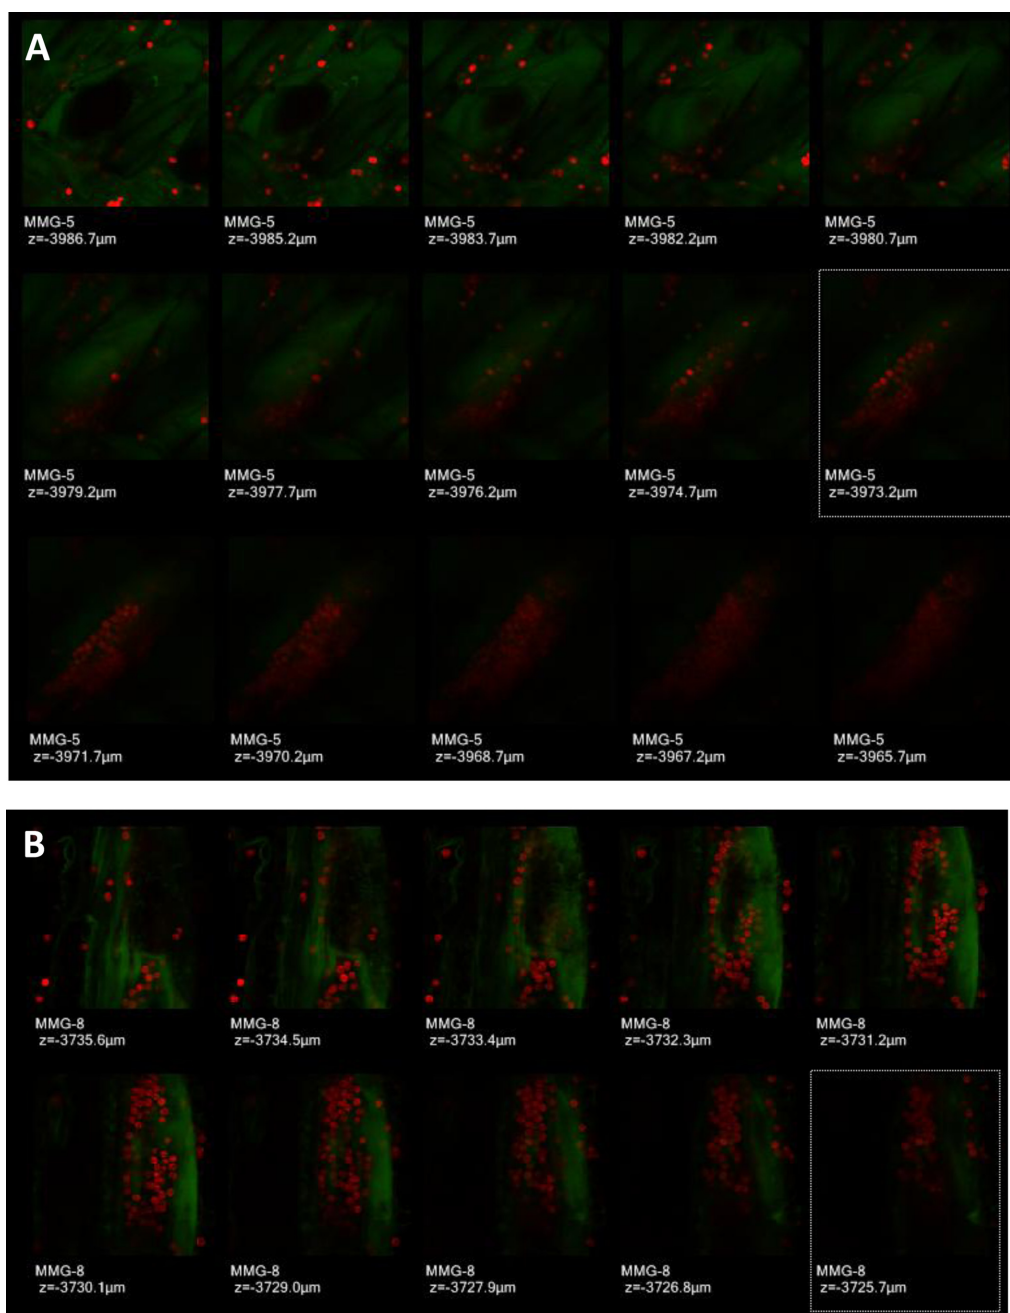 A
MMG-5
z=-3986.7µm
MMG-5
z=-3985.2µm
MMG-5
z=-3983.7µm
MMG-5
z=-3982.2µm
MMG-5
z=-3980.7µm
MMG-5
z=-3979.2µm
MMG-5
z=-3977.7µm
MMG-5
z=-3976.2µm
MMG-5
z=-3974.7µm
MMG-5
z=-3973.2µm
MMG-5
z=-3971.7µm
MMG-5
z=-3970.2µm
MMG-5
z=-3968.7µm
MMG-5
z=-3967.2µm
MMG-5
z=-3965.7µm
B
MMG-8
z=-3735.6µm
MMG-8
z=-3734.5µm
MMG-8
z=-3733.4µm
MMG-8
z=-3732.3µm
MMG-8
z=-3731.2µm
MMG-8
z=-3730.1µm
MMG-8
z=-3729.0µm
MMG-8
z=-3727.9µm
MMG-8
z=-3726.8µm
MMG-8
z=-3725.7µm